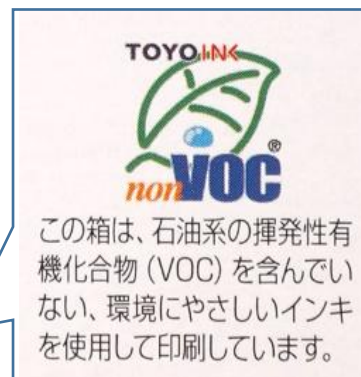 TOYO INK
non VOC ®
この箱は、石油系の揮発性有
機化合物（VOC）を含んでい
ない、環境にやさしいインキ
を使用して印刷しています。